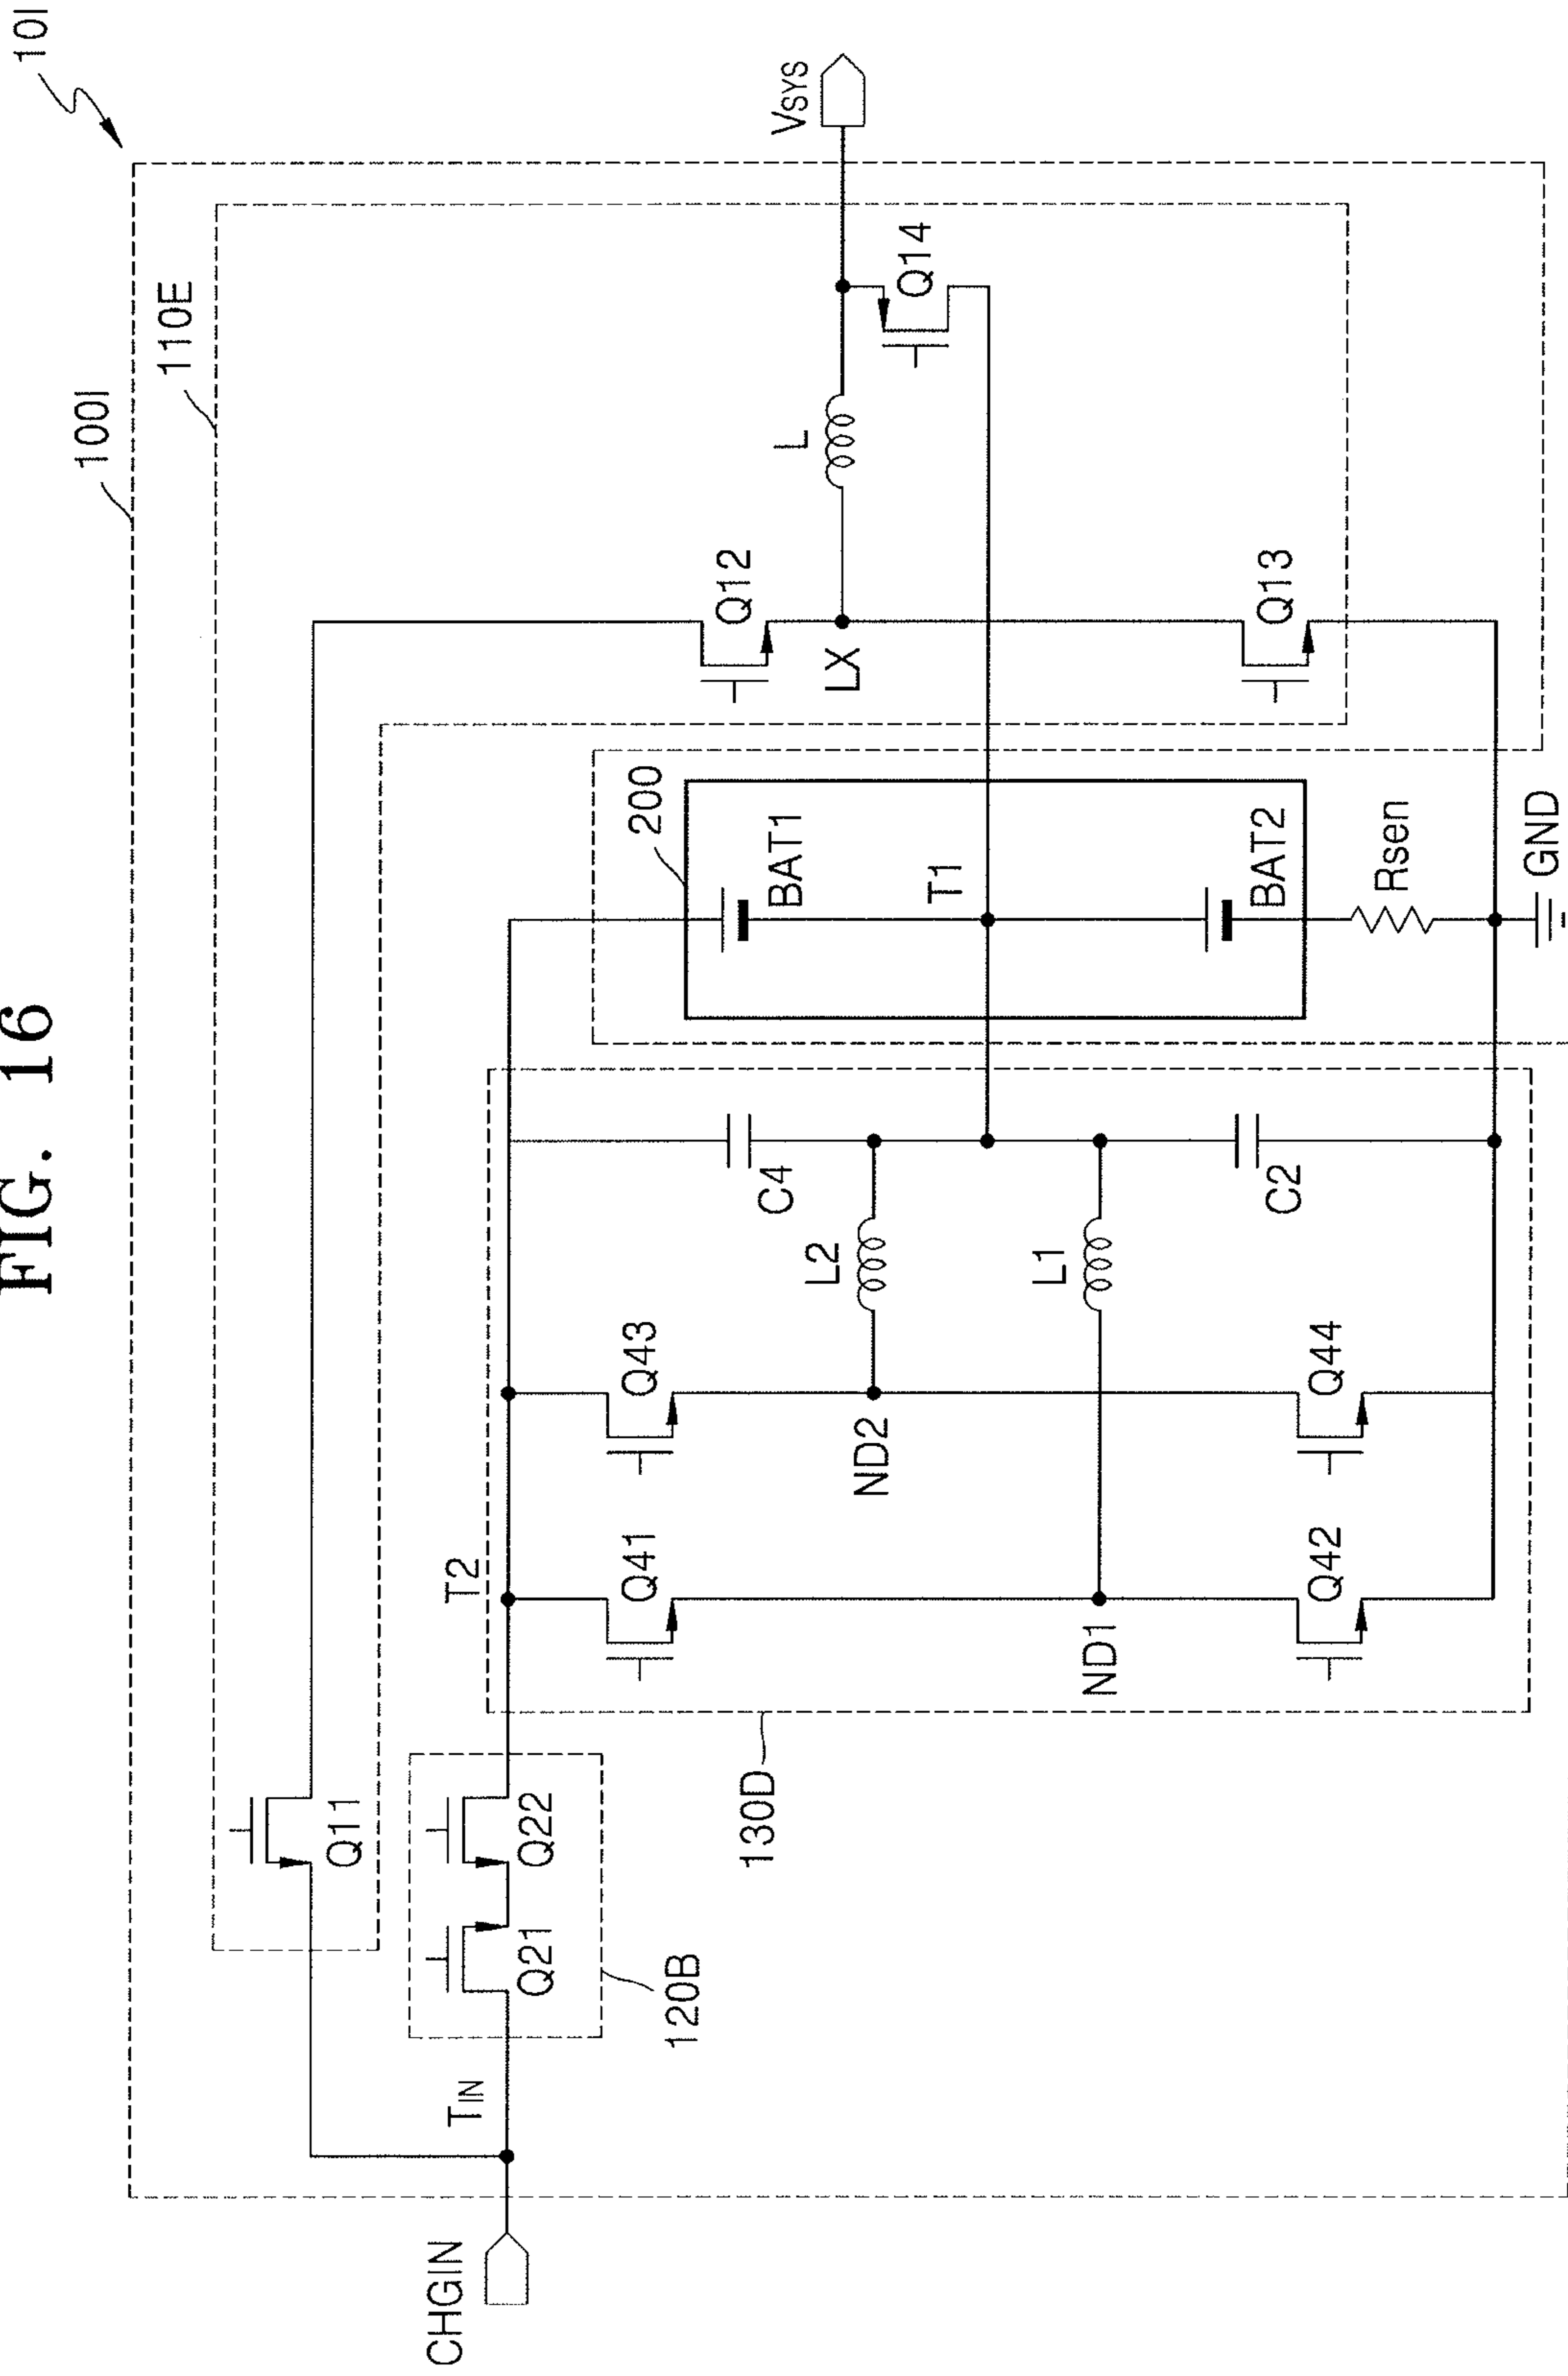 FIG. 16
10I
100I
110E
Q11
Q12
LX
L
VSYS
Q14
Q13
CHGIN
TIN
Q21
Q22
120B
T2
130D
Q41
Q43
ND2
L2
C4
ND1
L1
C2
Q42
Q44
200
BAT1
T1
BAT2
Rsen
GND